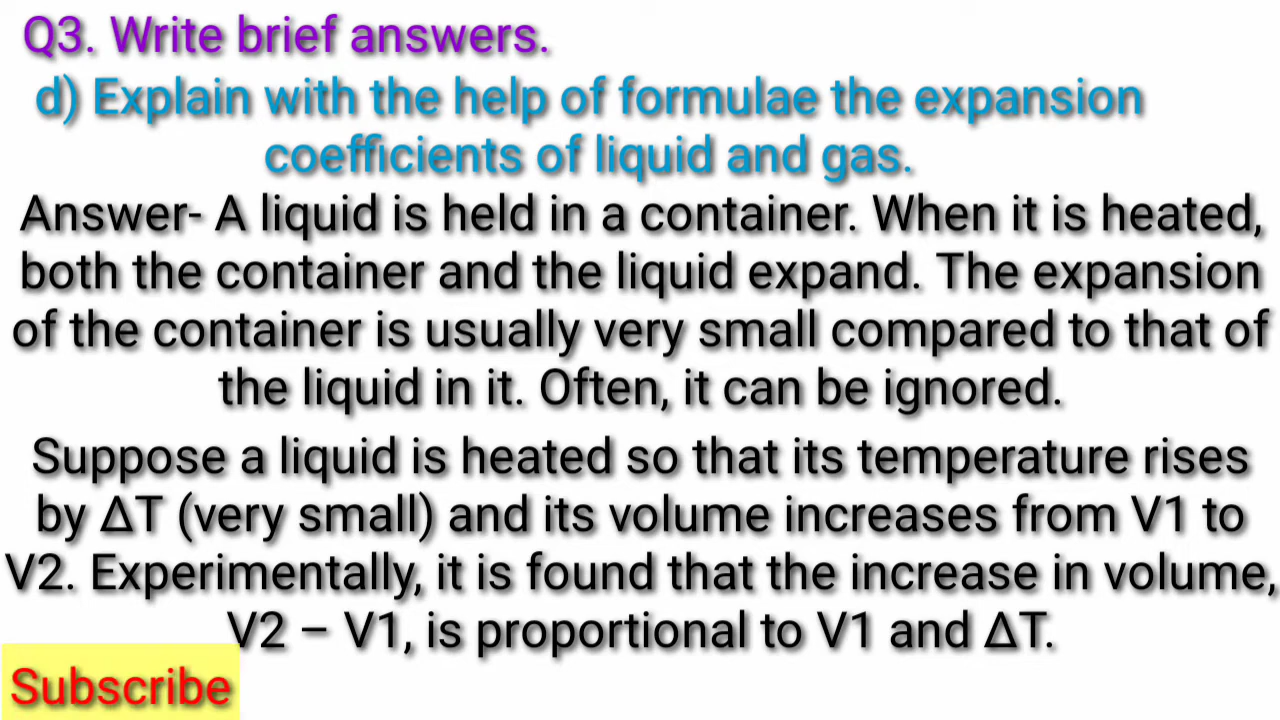 Q3. Write brief answers.
d) Explain with the help of formulae the expansion
coefficients of liquid and gas.
Answer- A liquid is held in a container. When it is heated,
both the container and the liquid expand. The expansion
of the container is usually very small compared to that of
the liquid in it. Often, it can be ignored.
Suppose a liquid is heated so that its temperature rises
by ΔT (very small) and its volume increases from V1 to
V2. Experimentally, it is found that the increase in volume,
V2 – V1, is proportional to V1 and ΔT.
Subscribe